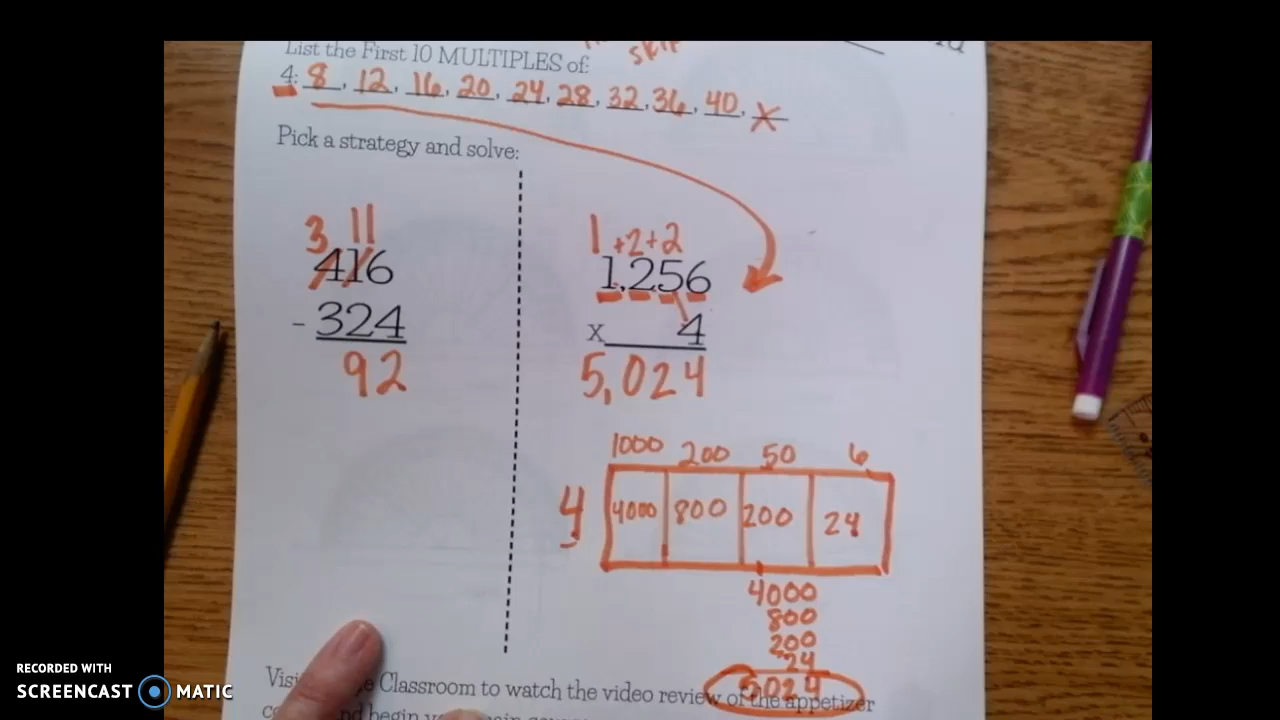 List the First 10 MULTIPLES of:
SKIP
4: 8, 12, 16, 20, 24, 28, 32, 36, 40, X
Pick a strategy and solve:
3 11
416
- 324
92
1 +2 +2
1,256
x 4
5,024
1000 200 50 6
4 4000 800 200 24
4000
800
200
24
5024
Classroom to watch the video review of the appetizer
begin
RECORDED WITH
SCREENCAST MATIC